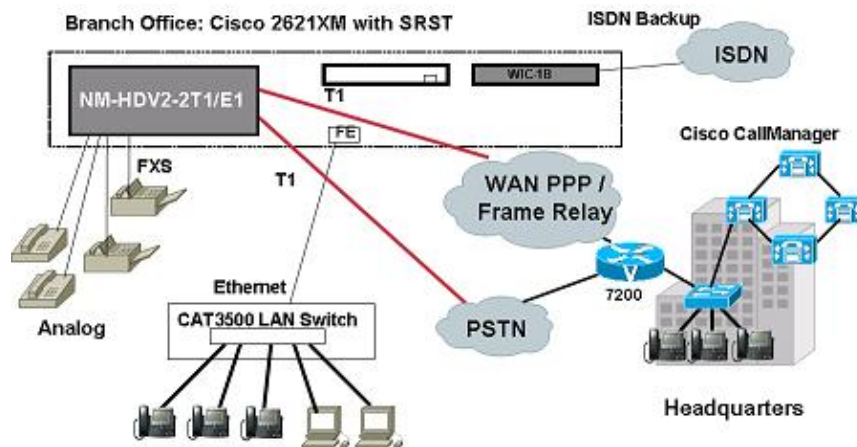 Branch Office: Cisco 2621XM with SRST
ISDN Backup
ISDN
NM-HDV2-2T1/E1
T1
WIC-1B
FE
Cisco CallManager
FXS
T1
WAN PPP /
Frame Relay
Ethernet
V
7200
Analog
CAT3500 LAN Switch
PSTN
Headquarters